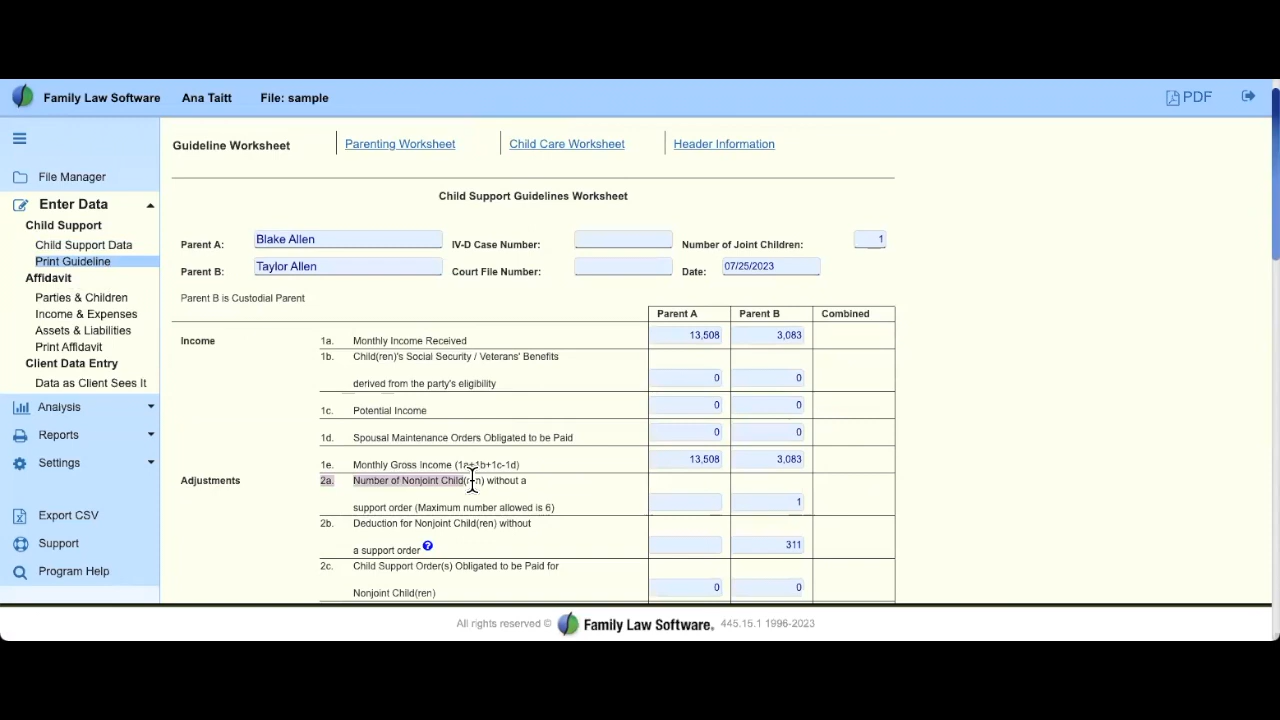 Family Law Software Ana Taitt File: sample PDF
File Manager
Enter Data
Child Support
Child Support Data
Print Guideline
Affidavit
Parties & Children
Income & Expenses
Assets & Liabilities
Print Affidavit
Client Data Entry
Data as Client Sees It
Analysis
Reports
Settings
Export CSV
Support
Program Help
Guideline Worksheet Parenting Worksheet Child Care Worksheet Header Information
Child Support Guidelines Worksheet
Parent A: Blake Allen IV-D Case Number: Number of Joint Children: 1
Parent B: Taylor Allen Court File Number: Date: 07/25/2023
Parent B is Custodial Parent
Parent A Parent B Combined
Income 1a. Monthly Income Received 13,508 3,083
1b. Child(ren)'s Social Security / Veterans' Benefits
derived from the party's eligibility 0 0
1c. Potential Income 0 0
1d. Spousal Maintenance Orders Obligated to be Paid 0 0
1e. Monthly Gross Income (1a+1b+1c-1d) 13,508 3,083
Adjustments 2a. Number of Nonjoint Child(ren) without a
support order (Maximum number allowed is 6) 1
2b. Deduction for Nonjoint Child(ren) without
a support order ? 311
2c. Child Support Order(s) Obligated to be Paid for
Nonjoint Child(ren) 0 0
All rights reserved © Family Law Software. 445.15.1 1996-2023